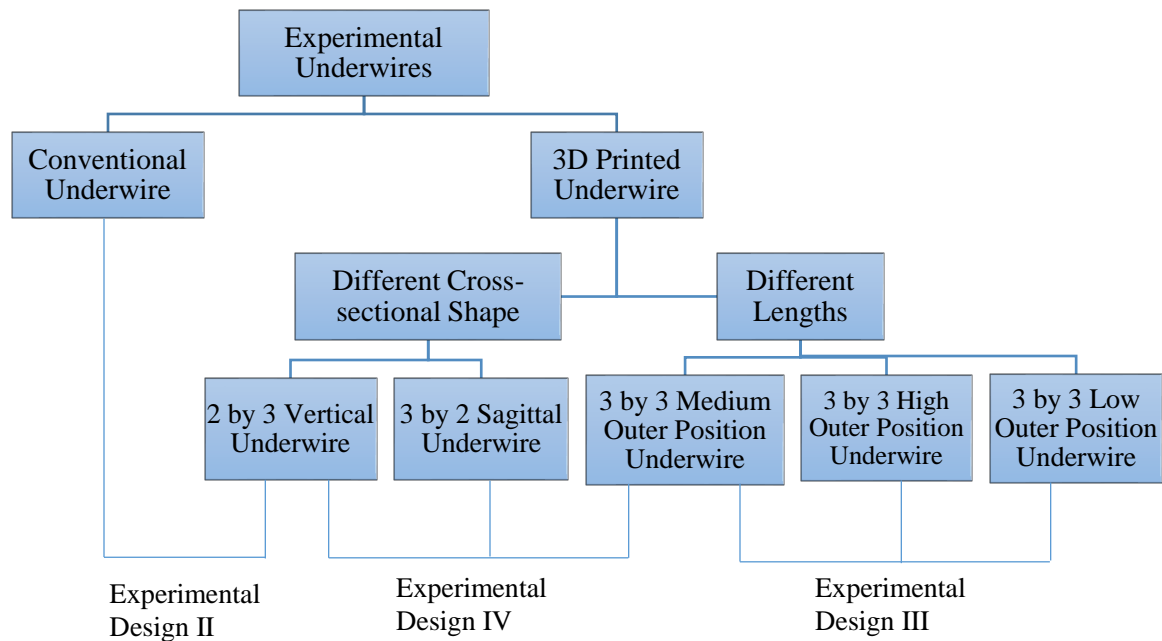 Experimental
Underwires
Conventional
Underwire
3D Printed
Underwire
Different Cross-
sectional Shape
Different
Lengths
2 by 3 Vertical
Underwire
3 by 2 Sagittal
Underwire
3 by 3 Medium
Outer Position
Underwire
3 by 3 High
Outer Position
Underwire
3 by 3 Low
Outer Position
Underwire
Experimental
Design II
Experimental
Design IV
Experimental
Design III